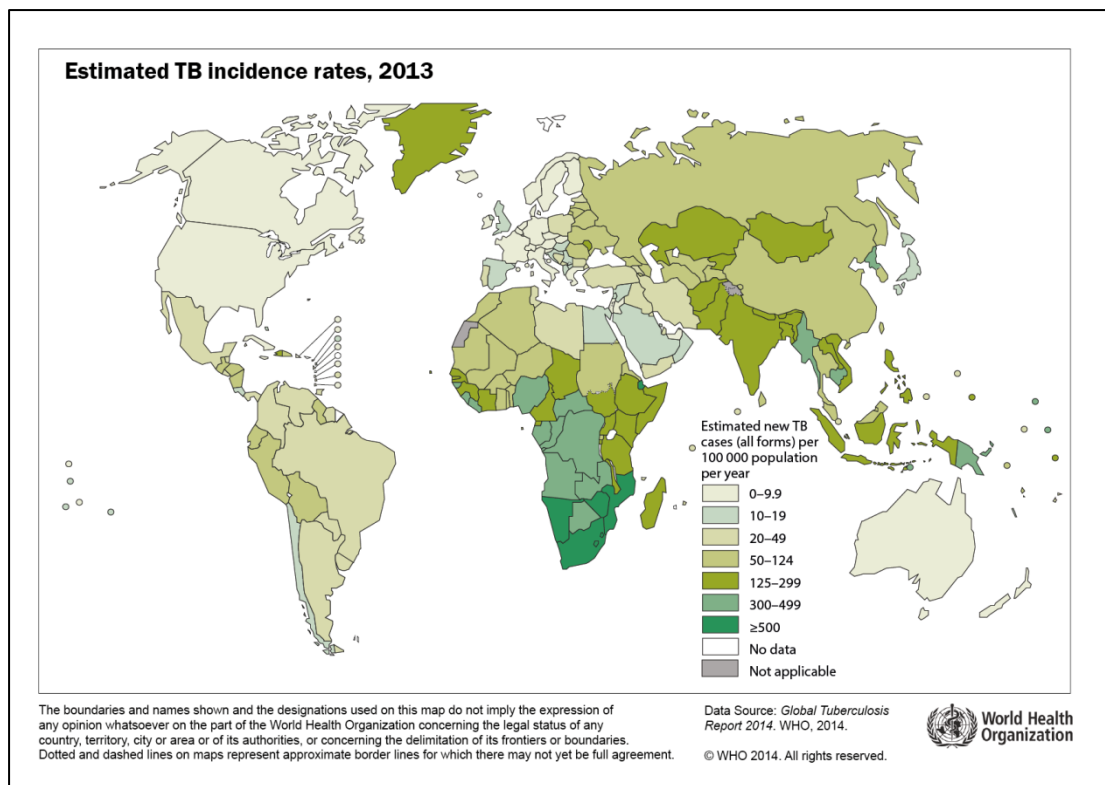 Estimated TB incidence rates, 2013
Estimated new TB
cases (all forms) per
100 000 population
per year
0–9.9
10–19
20–49
50–124
125–299
300–499
≥500
No data
Not applicable
The boundaries and names shown and the designations used on this map do not imply the expression of
any opinion whatsoever on the part of the World Health Organization concerning the legal status of any
country, territory, city or area or of its authorities, or concerning the delimitation of its frontiers or boundaries.
Dotted and dashed lines on maps represent approximate border lines for which there may not yet be full agreement.
Data Source: Global Tuberculosis
Report 2014. WHO, 2014.
© WHO 2014. All rights reserved.
World Health
Organization